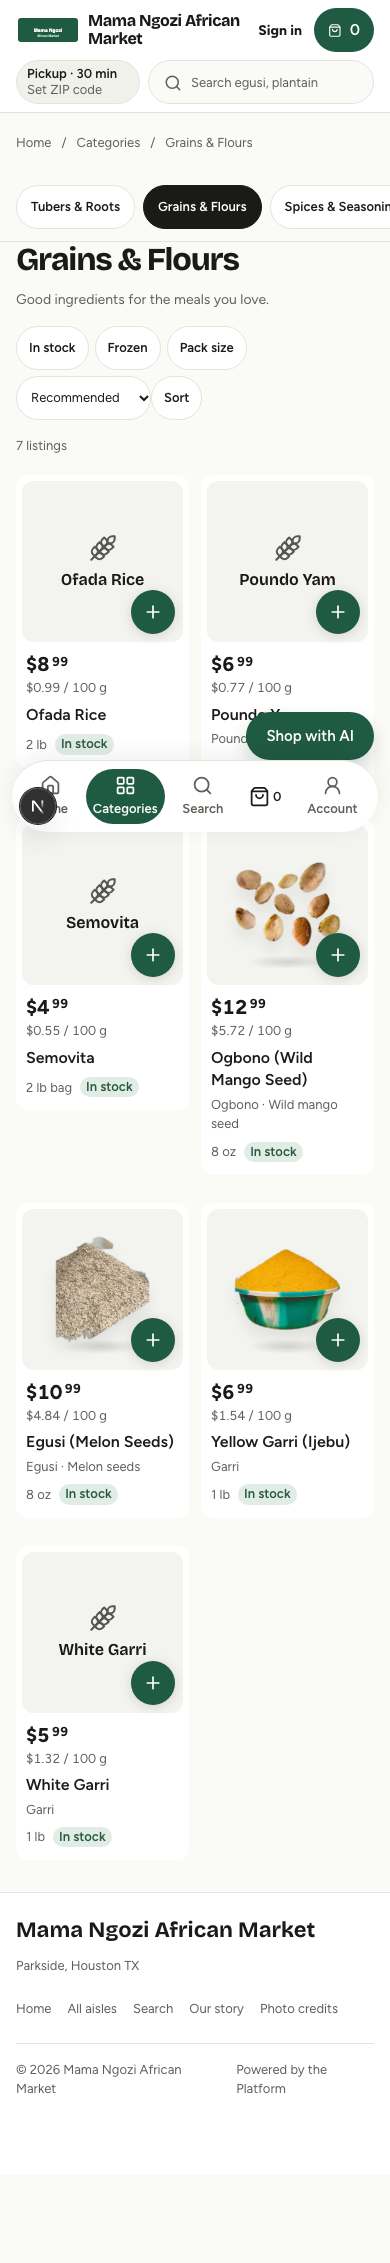 Mama Ngozi
African Market
Mama Ngozi African
Market
Sign in
0
Pickup · 30 min
Set ZIP code
Search egusi, plantain
Home / Categories / Grains & Flours
Tubers & Roots
Grains & Flours
Spices & Seasonin
Grains & Flours
Good ingredients for the meals you love.
In stock
Frozen
Pack size
Recommended
Sort
7 listings
Ofada Rice
$8 99
$0.99 / 100 g
Ofada Rice
2 lb In stock
Poundo Yam
$6 99
$0.77 / 100 g
Shop with AI
Categories
Search
0
Account
N
Semovita
$4 99
$0.55 / 100 g
Semovita
2 lb bag In stock
$12 99
$5.72 / 100 g
Ogbono (Wild
Mango Seed)
Ogbono · Wild mango
seed
8 oz In stock
$10 99
$4.84 / 100 g
Egusi (Melon Seeds)
Egusi · Melon seeds
8 oz In stock
$6 99
$1.54 / 100 g
Yellow Garri (Ijebu)
Garri
1 lb In stock
White Garri
$5 99
$1.32 / 100 g
White Garri
Garri
1 lb In stock
Mama Ngozi African Market
Parkside, Houston TX
Home All aisles Search Our story Photo credits
© 2026 Mama Ngozi African
Market
Powered by the
Platform